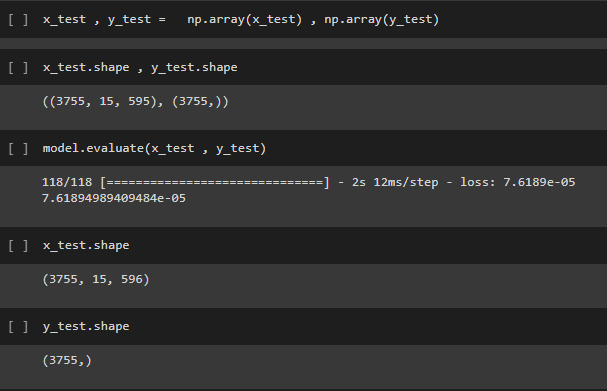 [ ] x_test , y_test =   np.array(x_test) , np.array(y_test)
[ ] x_test.shape , y_test.shape
((3755, 15, 595), (3755,))
[ ] model.evaluate(x_test , y_test)
118/118 [==============================] - 2s 12ms/step - loss: 7.6189e-05
7.61894989409484e-05
[ ] x_test.shape
(3755, 15, 596)
[ ] y_test.shape
(3755,)